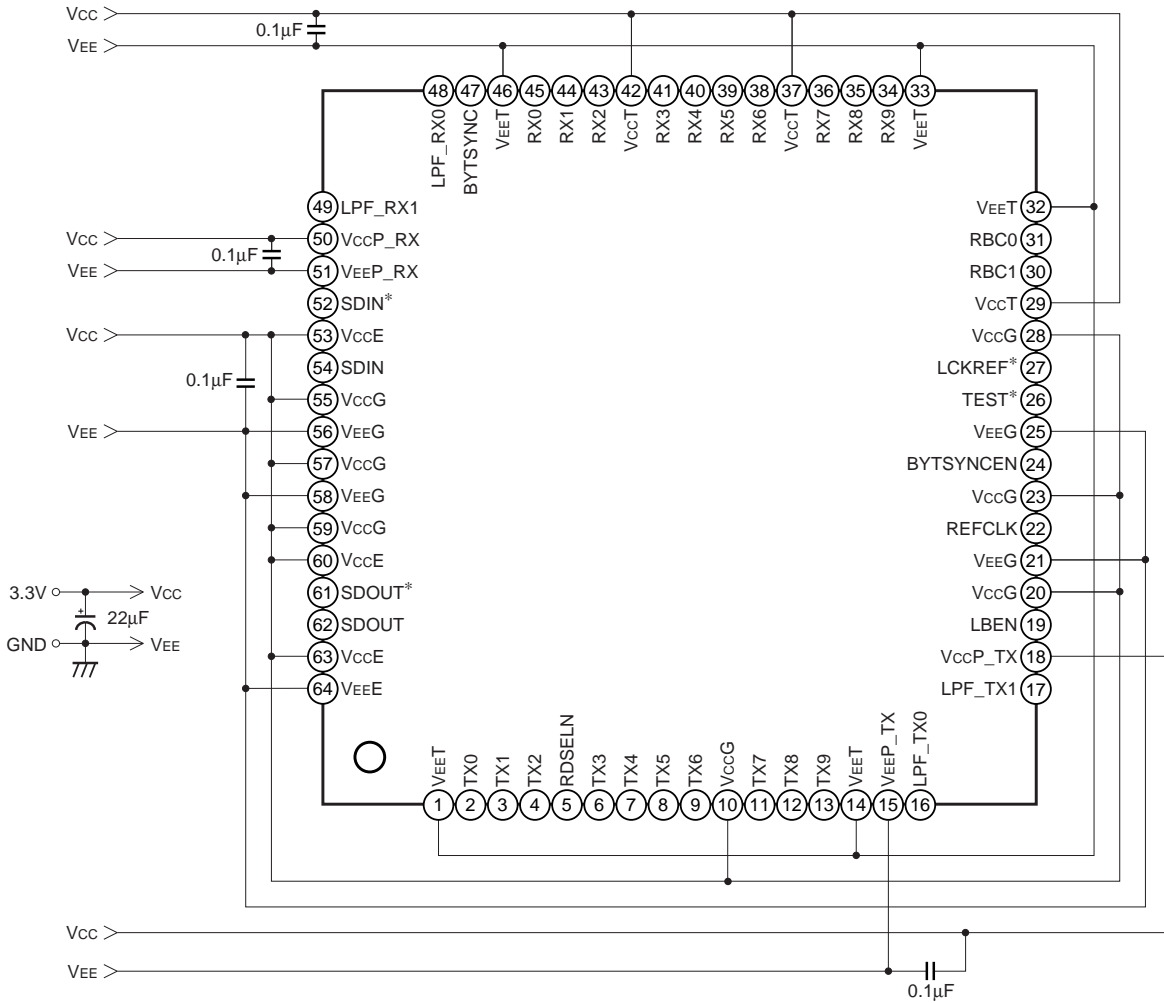 VCC
0.1µF
VEE
48 47 46 45 44 43 42 41 40 39 38 37 36 35 34 33
LPF_RX0
BYTSYNC
VEET
RX0
RX1
RX2
VCCT
RX3
RX4
RX5
RX6
VCCT
RX7
RX8
RX9
VEET
49 LPF_RX1
VCC
50 VCCP_RX
0.1µF
VEE
51 VEEP_RX
52 SDIN*
VCC
53 VCCE
54 SDIN
0.1µF
55 VCCG
VEE
56 VEEG
57 VCCG
58 VEEG
59 VCCG
60 VCCE
61 SDOUT*
62 SDOUT
63 VCCE
64 VEEE
3.3V
VCC
+
22µF
GND
VEE
VEET 32
RBC0 31
RBC1 30
VCCT 29
VCCG 28
LCKREF* 27
TEST* 26
VEEG 25
BYTSYNCEN 24
VCCG 23
REFCLK 22
VEEG 21
VCCG 20
LBEN 19
VCCP_TX 18
LPF_TX1 17
VEET
TX0
TX1
TX2
RDSELN
TX3
TX4
TX5
TX6
VCCG
TX7
TX8
TX9
VEET
VEEP_TX
LPF_TX0
1 2 3 4 5 6 7 8 9 10 11 12 13 14 15 16
VCC
VEE
0.1µF